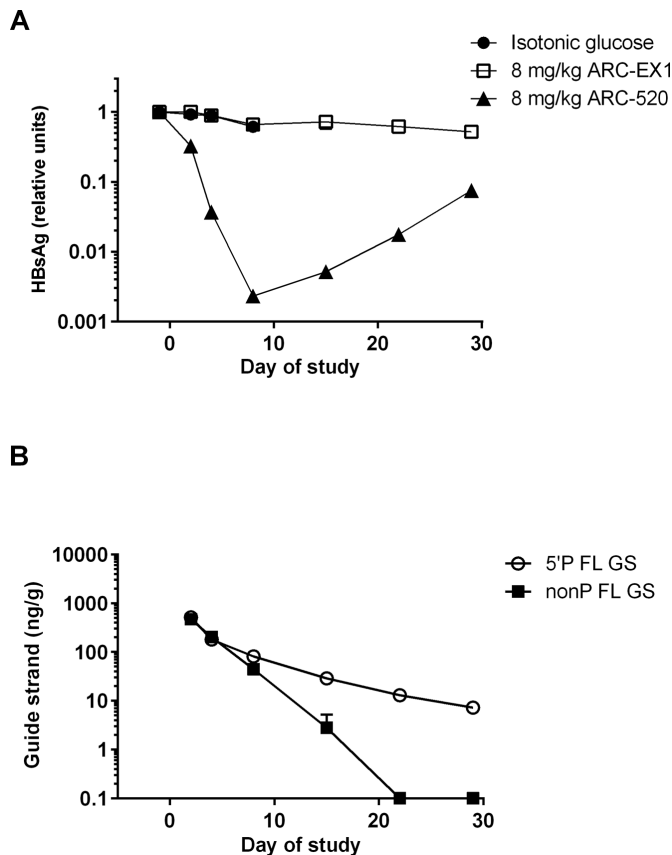 A
Isotonic glucose
8 mg/kg ARC-EX1
8 mg/kg ARC-520
HBsAg (relative units)
1
0.1
0.01
0.001
0 10 20 30
Day of study
B
5'P FL GS
nonP FL GS
Guide strand (ng/g)
10000
1000
100
10
1
0.1
0 10 20 30
Day of study